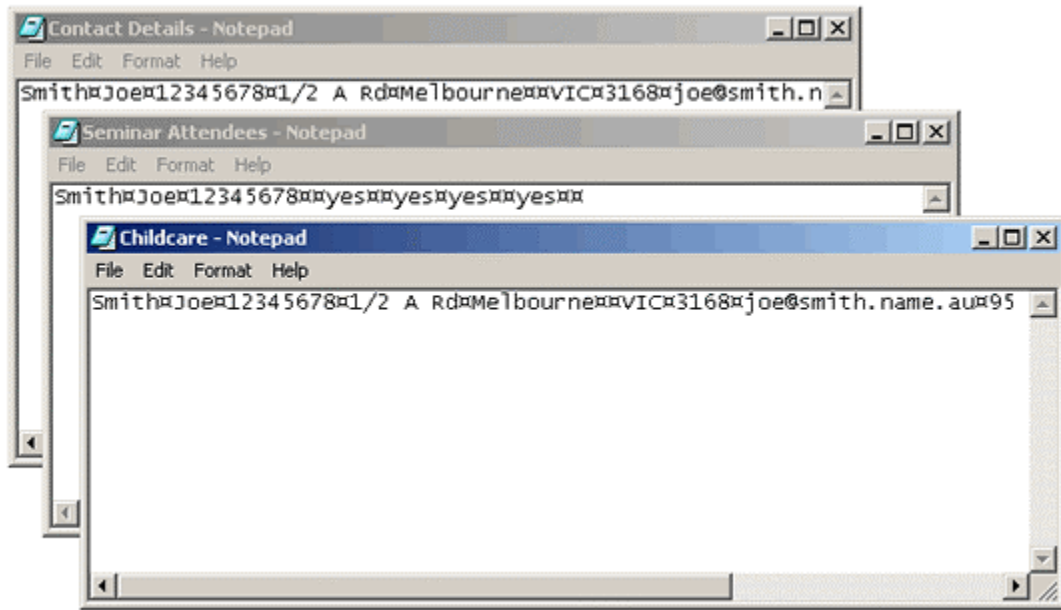 Contact Details - Notepad
File Edit Format Help
Smith¤Joe¤12345678¤1/2 A Rd¤Melbourne¤¤VIC¤3168¤joe@smith.n
Seminar Attendees - Notepad
File Edit Format Help
Smith¤Joe¤12345678¤¤yes¤¤yes¤yes¤¤yes¤¤
Childcare - Notepad
File Edit Format Help
Smith¤Joe¤12345678¤1/2 A Rd¤Melbourne¤¤VIC¤3168¤joe@smith.name.au¤95